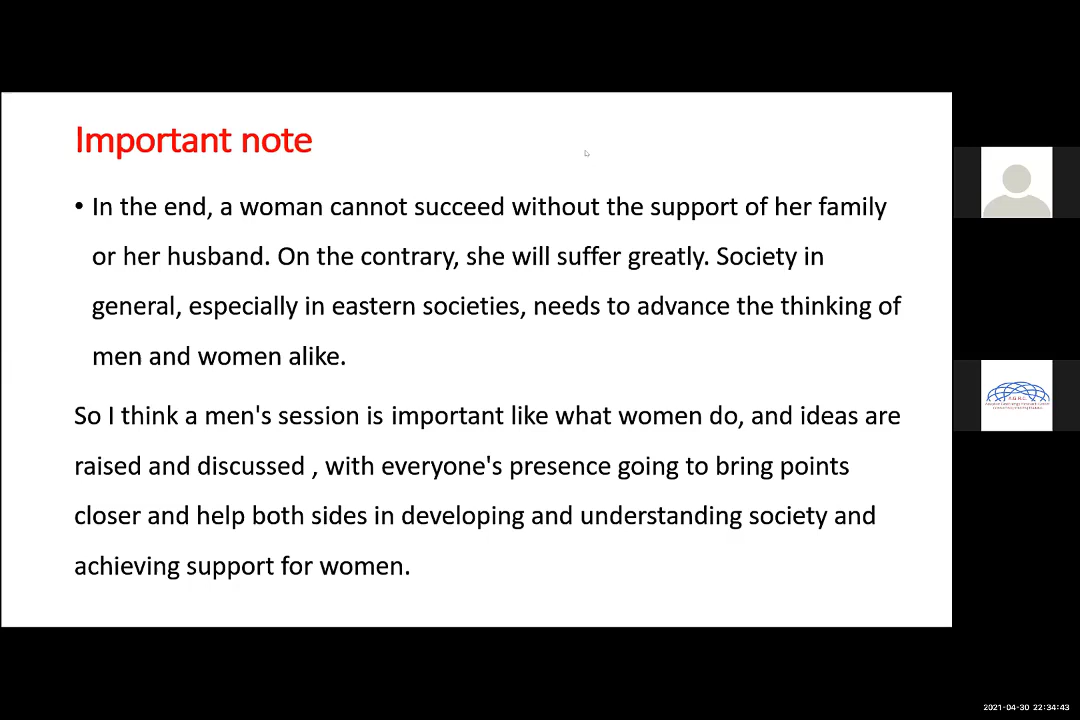 Important note
• In the end, a woman cannot succeed without the support of her family
or her husband. On the contrary, she will suffer greatly. Society in
general, especially in eastern societies, needs to advance the thinking of
men and women alike.
So I think a men's session is important like what women do, and ideas are
raised and discussed , with everyone's presence going to bring points
closer and help both sides in developing and understanding society and
achieving support for women.
2021-04-30 22:34:43